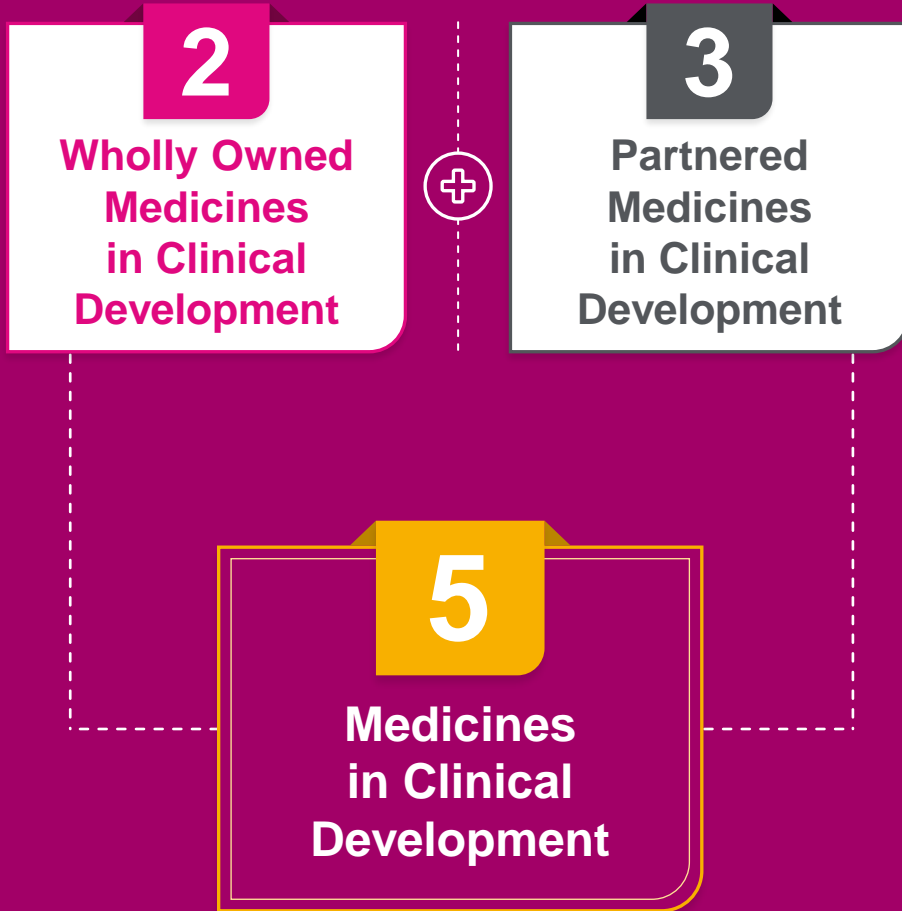 2
Wholly Owned
Medicines
in Clinical
Development
3
Partnered
Medicines
in Clinical
Development
5
Medicines
in Clinical
Development